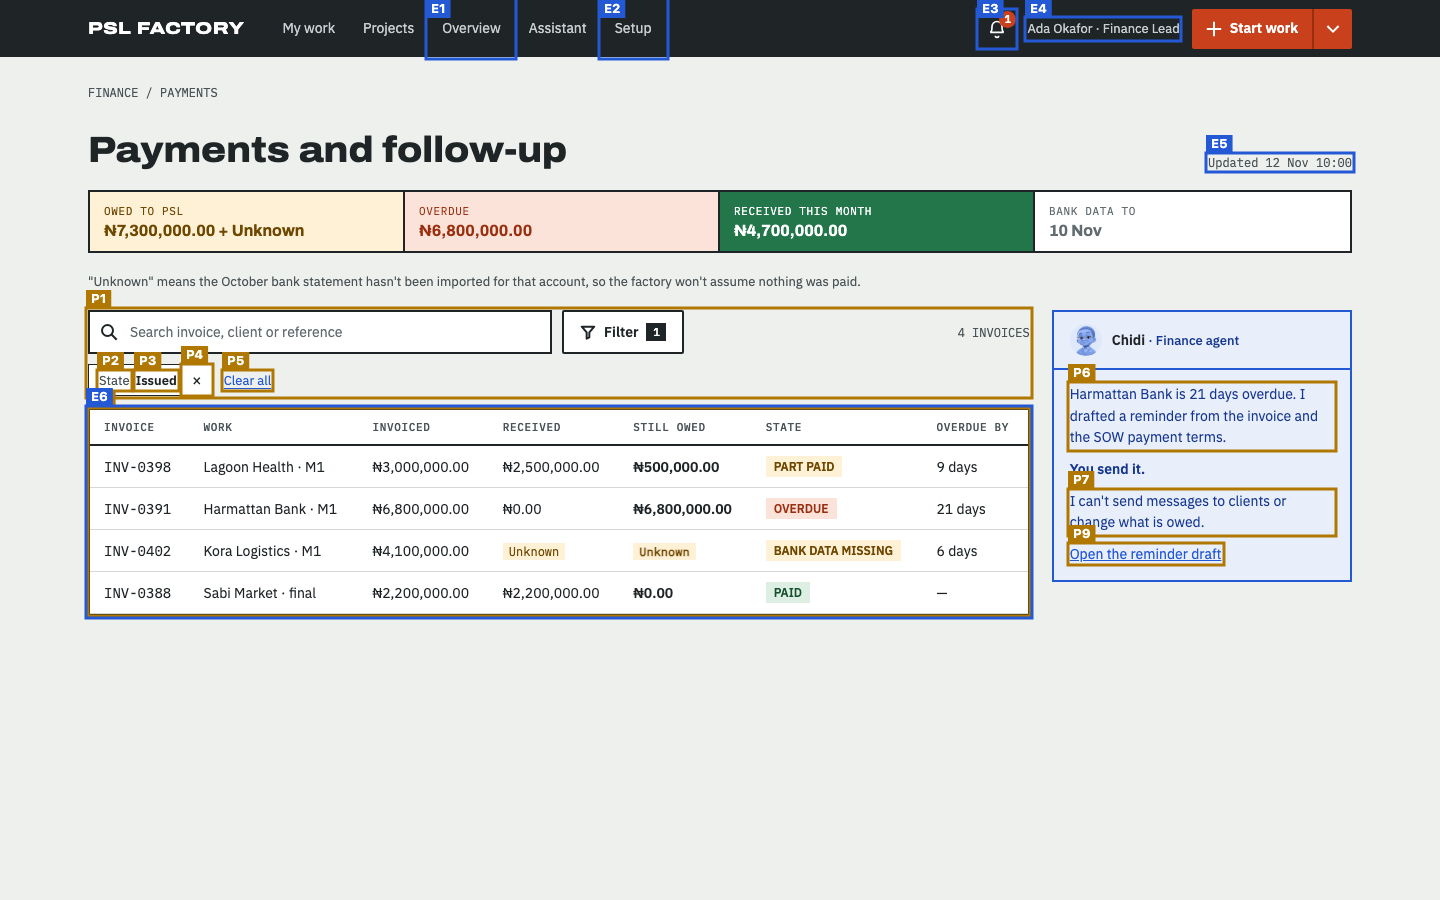 PSL FACTORY
My work
Projects
E1
Overview
Assistant
E2
Setup
E3
1
E4
Ada Okafor · Finance Lead
Start work
FINANCE / PAYMENTS
Payments and follow-up
E5
Updated 12 Nov 10:00
OWED TO PSL
₦7,300,000.00 + Unknown
OVERDUE
₦6,800,000.00
RECEIVED THIS MONTH
₦4,700,000.00
BANK DATA TO
10 Nov
"Unknown" means the October bank statement hasn't been imported for that account, so the factory won't assume nothing was paid.
P1
Search invoice, client or reference
Filter 1
4 INVOICES
P2
State
P3
Issued
P4
×
P5
Clear all
E6
INVOICE WORK INVOICED RECEIVED STILL OWED STATE OVERDUE BY
INV-0398 Lagoon Health · M1 ₦3,000,000.00 ₦2,500,000.00 ₦500,000.00 PART PAID 9 days
INV-0391 Harmattan Bank · M1 ₦6,800,000.00 ₦0.00 ₦6,800,000.00 OVERDUE 21 days
INV-0402 Kora Logistics · M1 ₦4,100,000.00 Unknown Unknown BANK DATA MISSING 6 days
INV-0388 Sabi Market · final ₦2,200,000.00 ₦2,200,000.00 ₦0.00 PAID —
Chidi · Finance agent
P6
Harmattan Bank is 21 days overdue. I
drafted a reminder from the invoice and
the SOW payment terms.
You send it.
P7
I can't send messages to clients or
change what is owed.
P9
Open the reminder draft